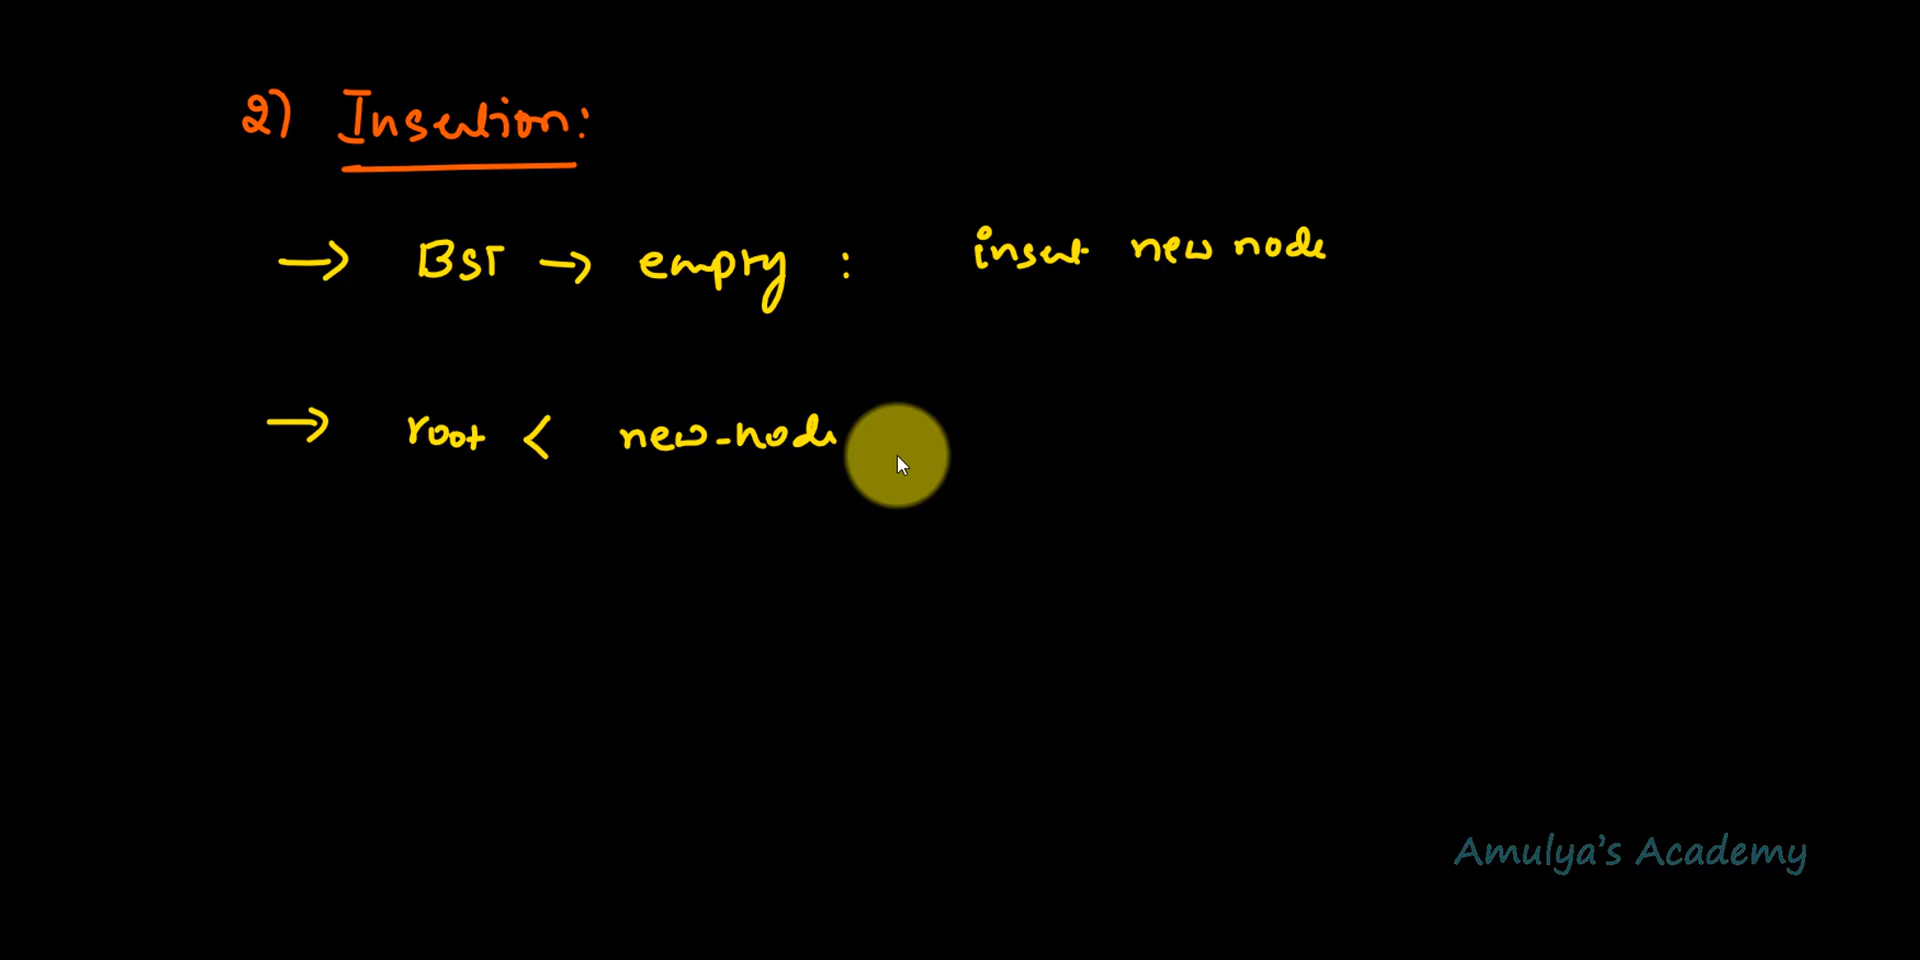 2) Insertion:
→ BST → empty : insert new node
→ root < new-node
Amulya's Academy